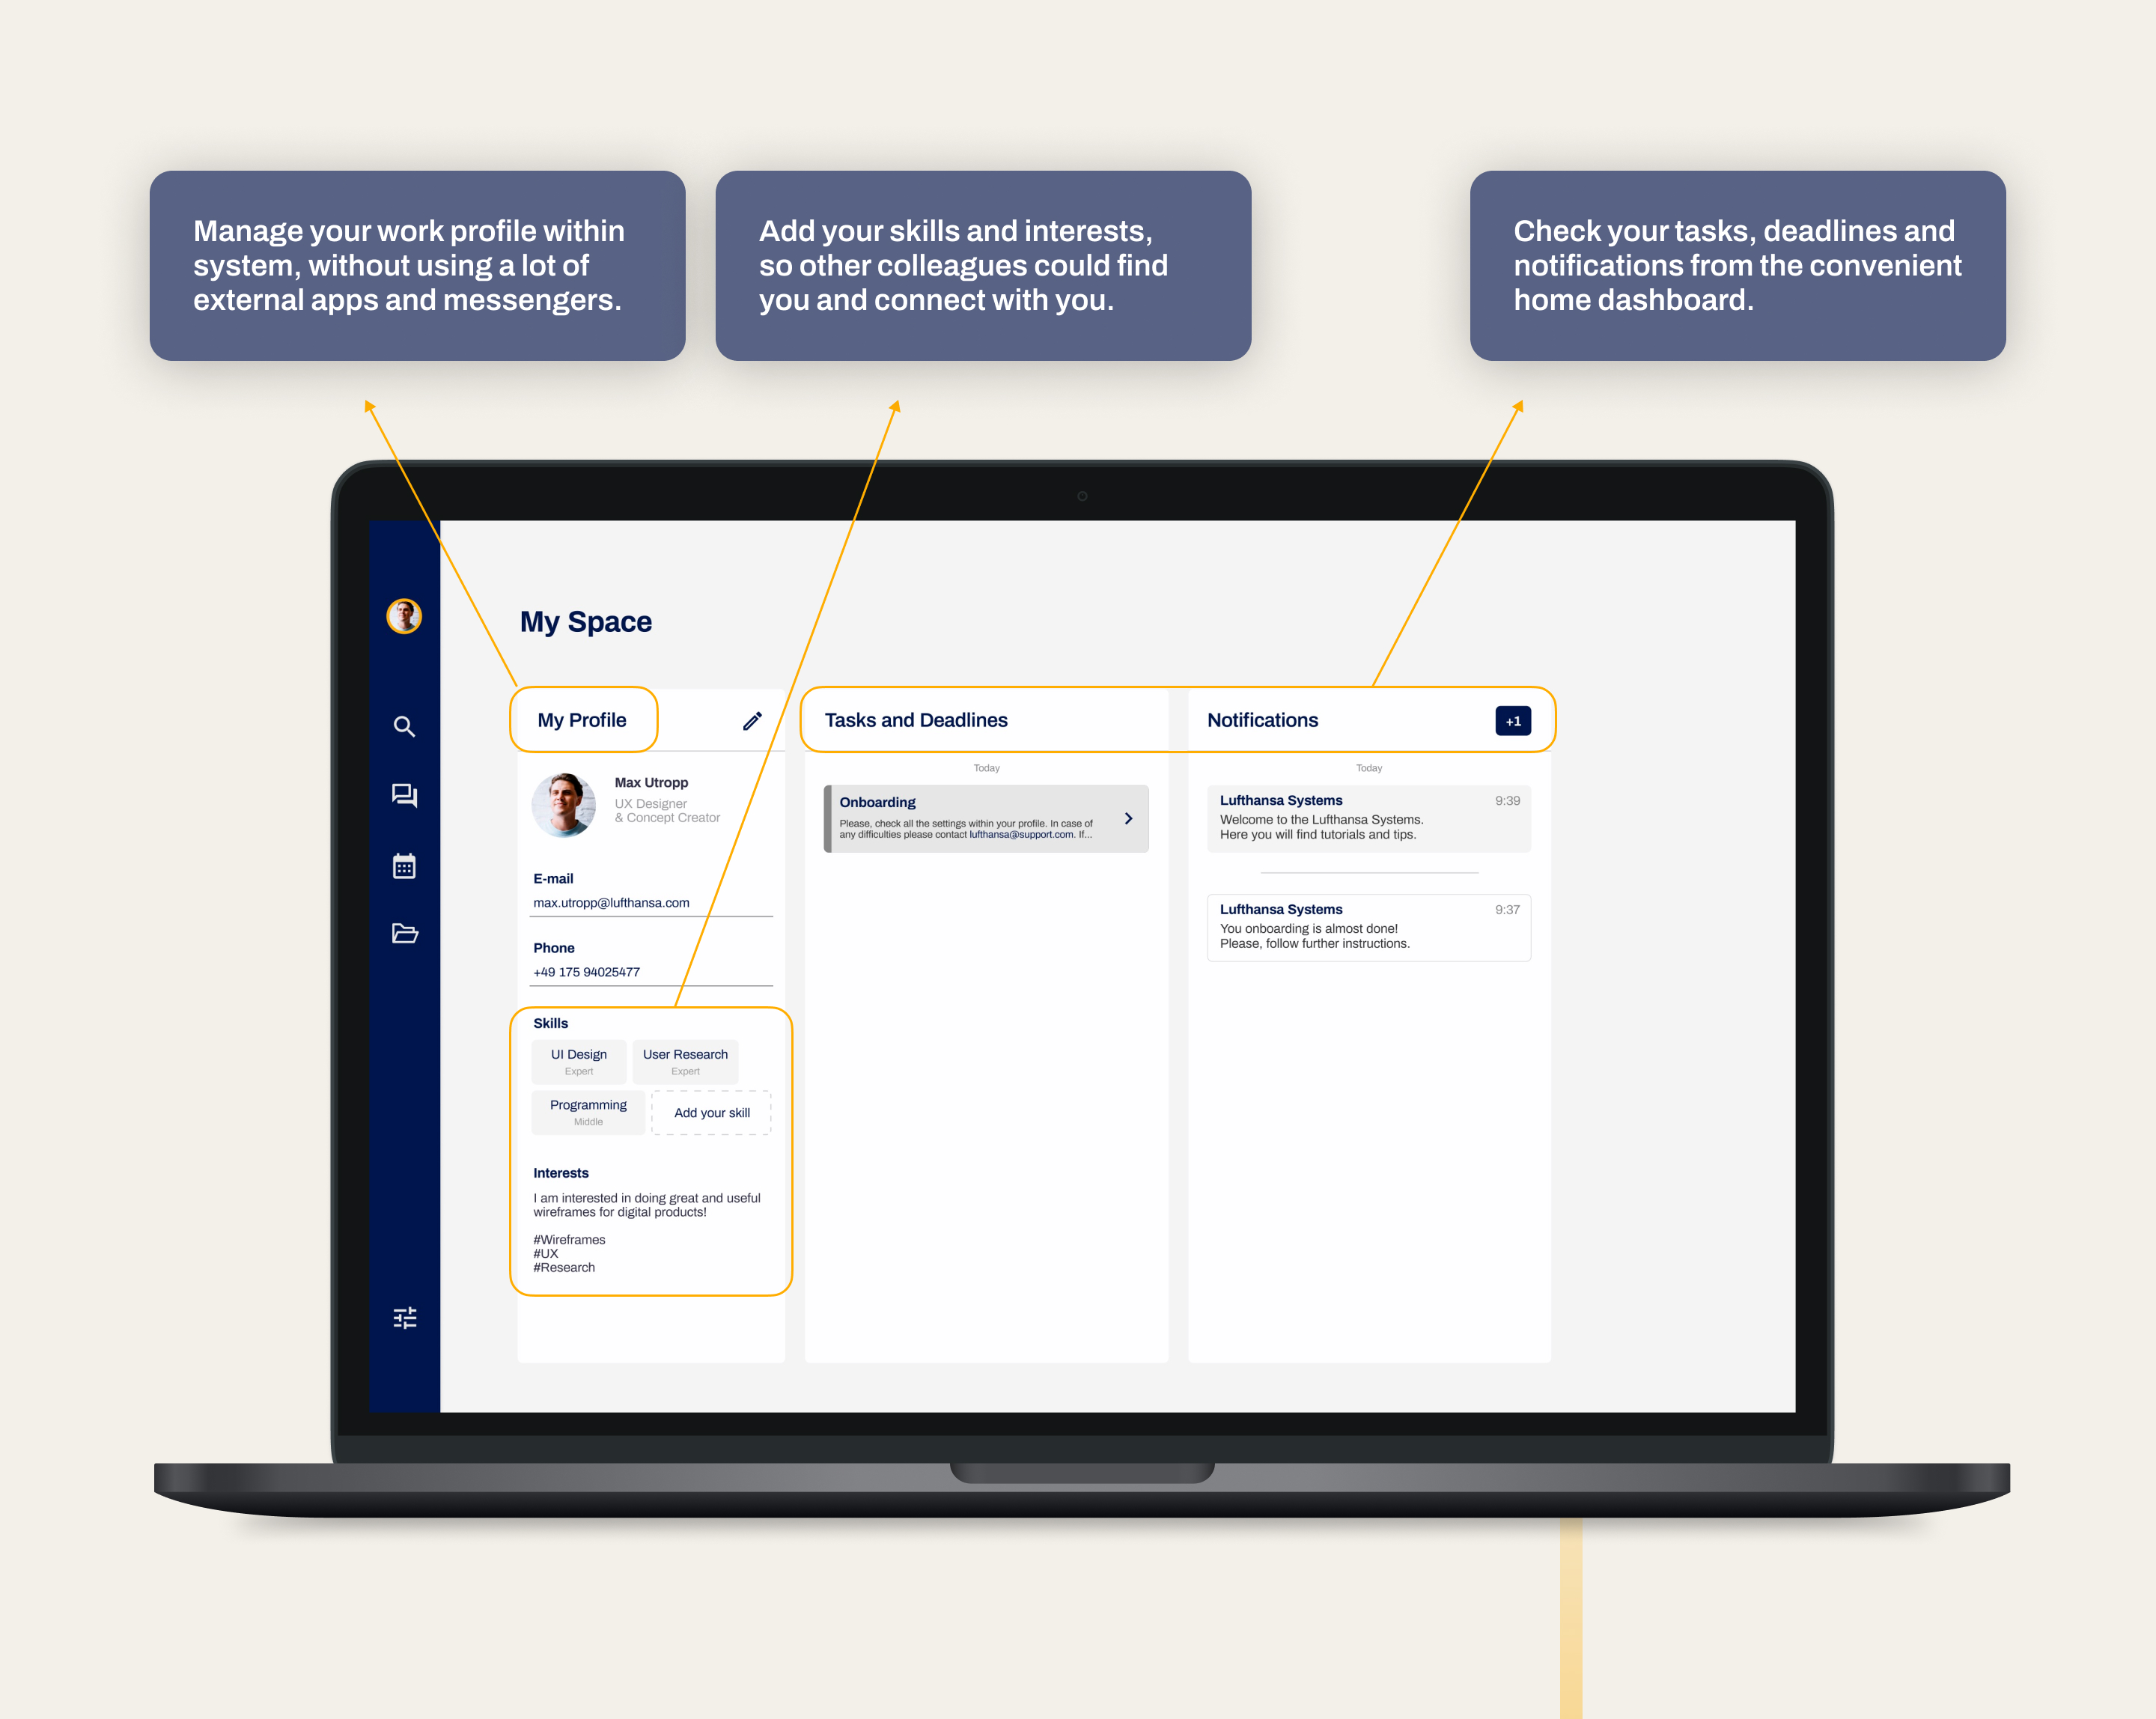 Manage your work profile within
system, without using a lot of
external apps and messengers.
Add your skills and interests,
so other colleagues could find
you and connect with you.
Check your tasks, deadlines and
notifications from the convenient
home dashboard.
My Space
My Profile
Max Utropp
UX Designer
& Concept Creator
E-mail
max.utropp@lufthansa.com
Phone
+49 175 94025477
Skills
UI Design
Expert
User Research
Expert
Programming
Middle
Add your skill
Interests
I am interested in doing great and useful
wireframes for digital products!
#Wireframes
#UX
#Research
Tasks and Deadlines
Today
Onboarding
Please, check all the settings within your profile. In case of
any difficulties please contact lufthansa@support.com. If...
Notifications
+1
Today
Lufthansa Systems
9:39
Welcome to the Lufthansa Systems.
Here you will find tutorials and tips.
Lufthansa Systems
9:37
You onboarding is almost done!
Please, follow further instructions.